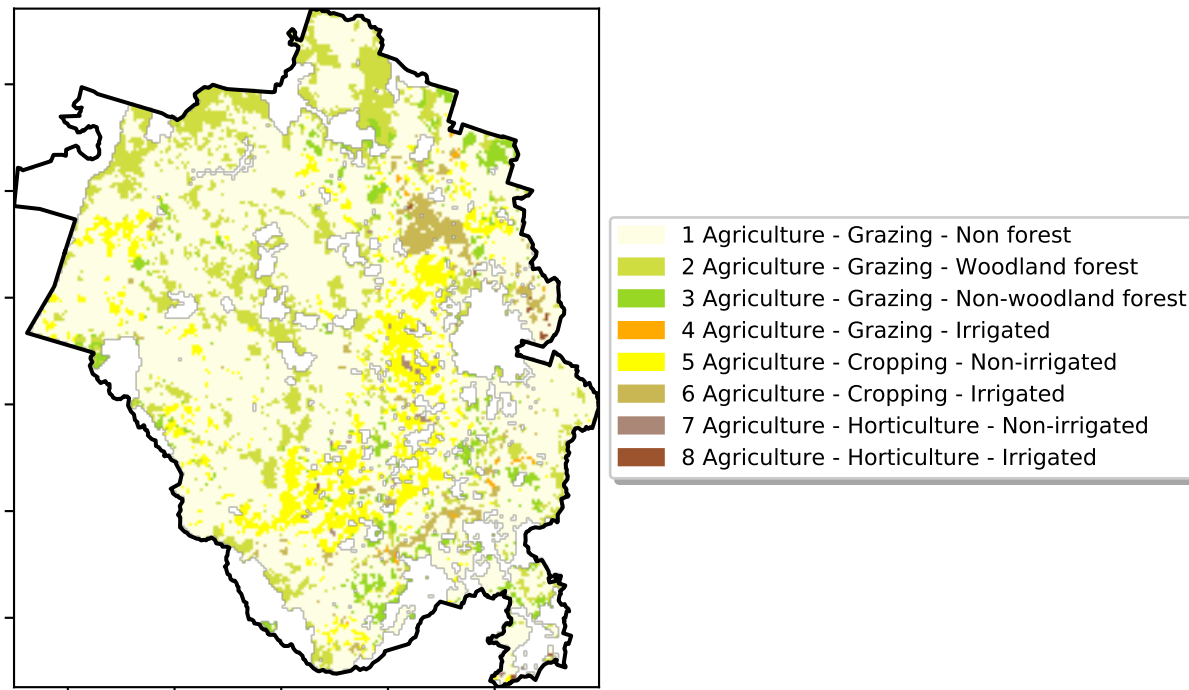 1 Agriculture - Grazing - Non forest
2 Agriculture - Grazing - Woodland forest
3 Agriculture - Grazing - Non-woodland forest
4 Agriculture - Grazing - Irrigated
5 Agriculture - Cropping - Non-irrigated
6 Agriculture - Cropping - Irrigated
7 Agriculture - Horticulture - Non-irrigated
8 Agriculture - Horticulture - Irrigated